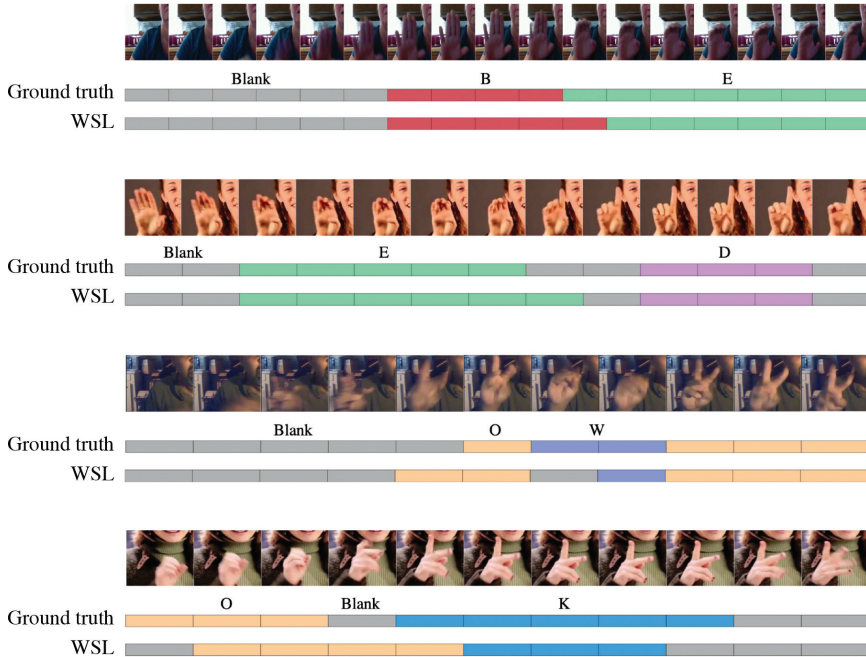 Blank B E
Ground truth
WSL
Blank E D
Ground truth
WSL
Blank O W
Ground truth
WSL
O Blank K
Ground truth
WSL